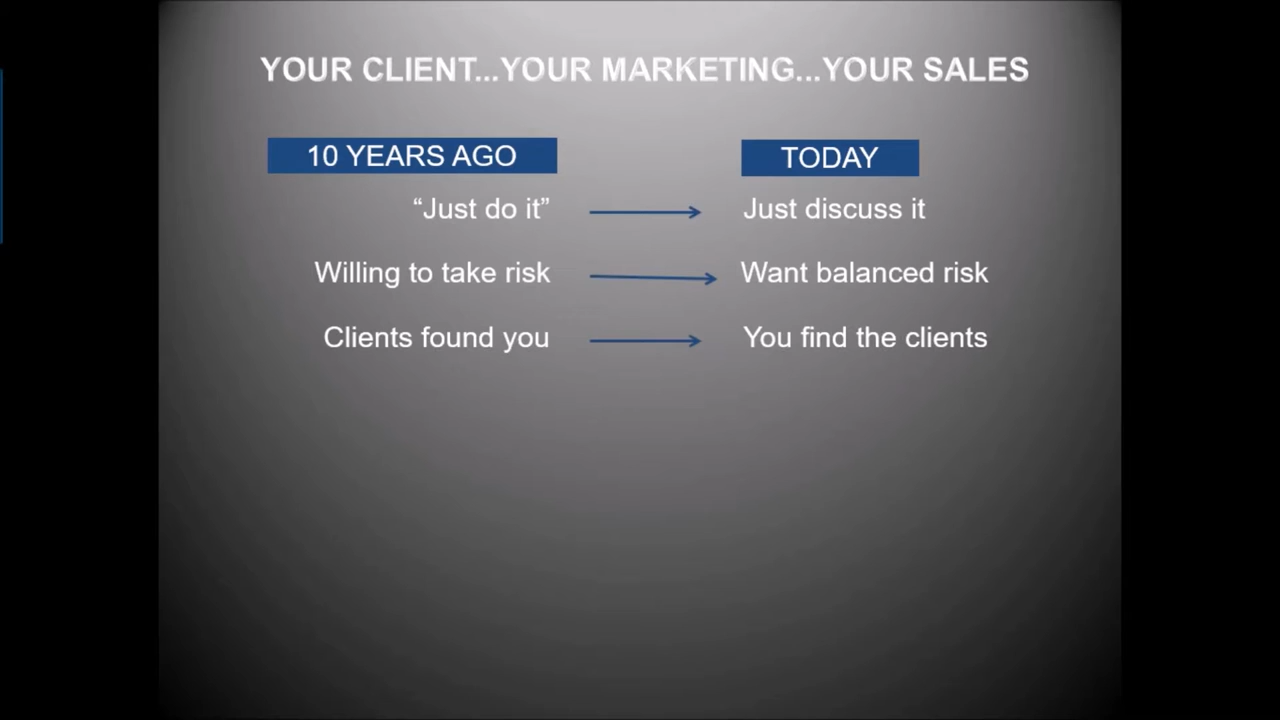 YOUR CLIENT...YOUR MARKETING...YOUR SALES
10 YEARS AGO
TODAY
“Just do it”
Just discuss it
Willing to take risk
Want balanced risk
Clients found you
You find the clients